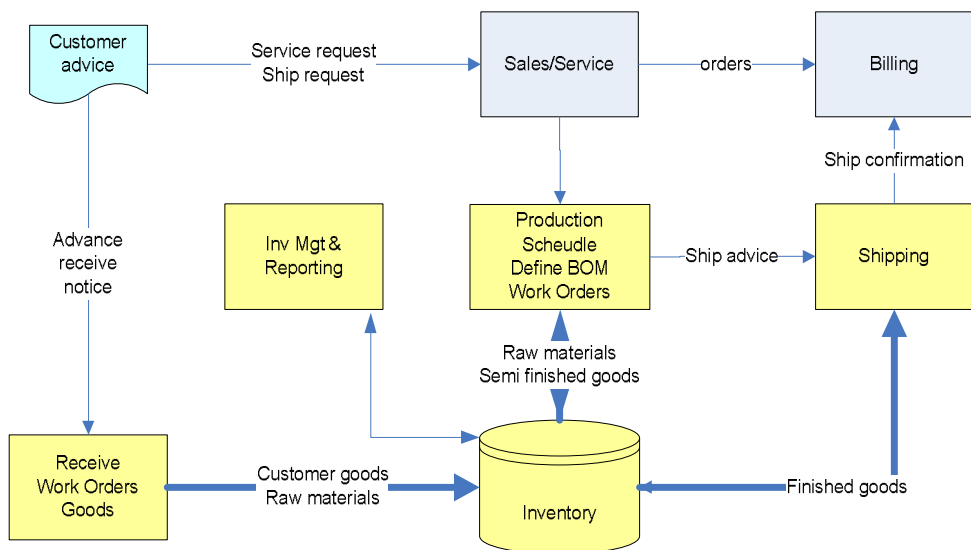 Customer
advice
Service request
Ship request
Sales/Service
orders
Billing
Ship confirmation
Advance
receive
notice
Inv Mgt &
Reporting
Production
Scheudle
Define BOM
Work Orders
Ship advice
Shipping
Raw materials
Semi finished goods
Receive
Work Orders
Goods
Customer goods
Raw materials
Inventory
Finished goods